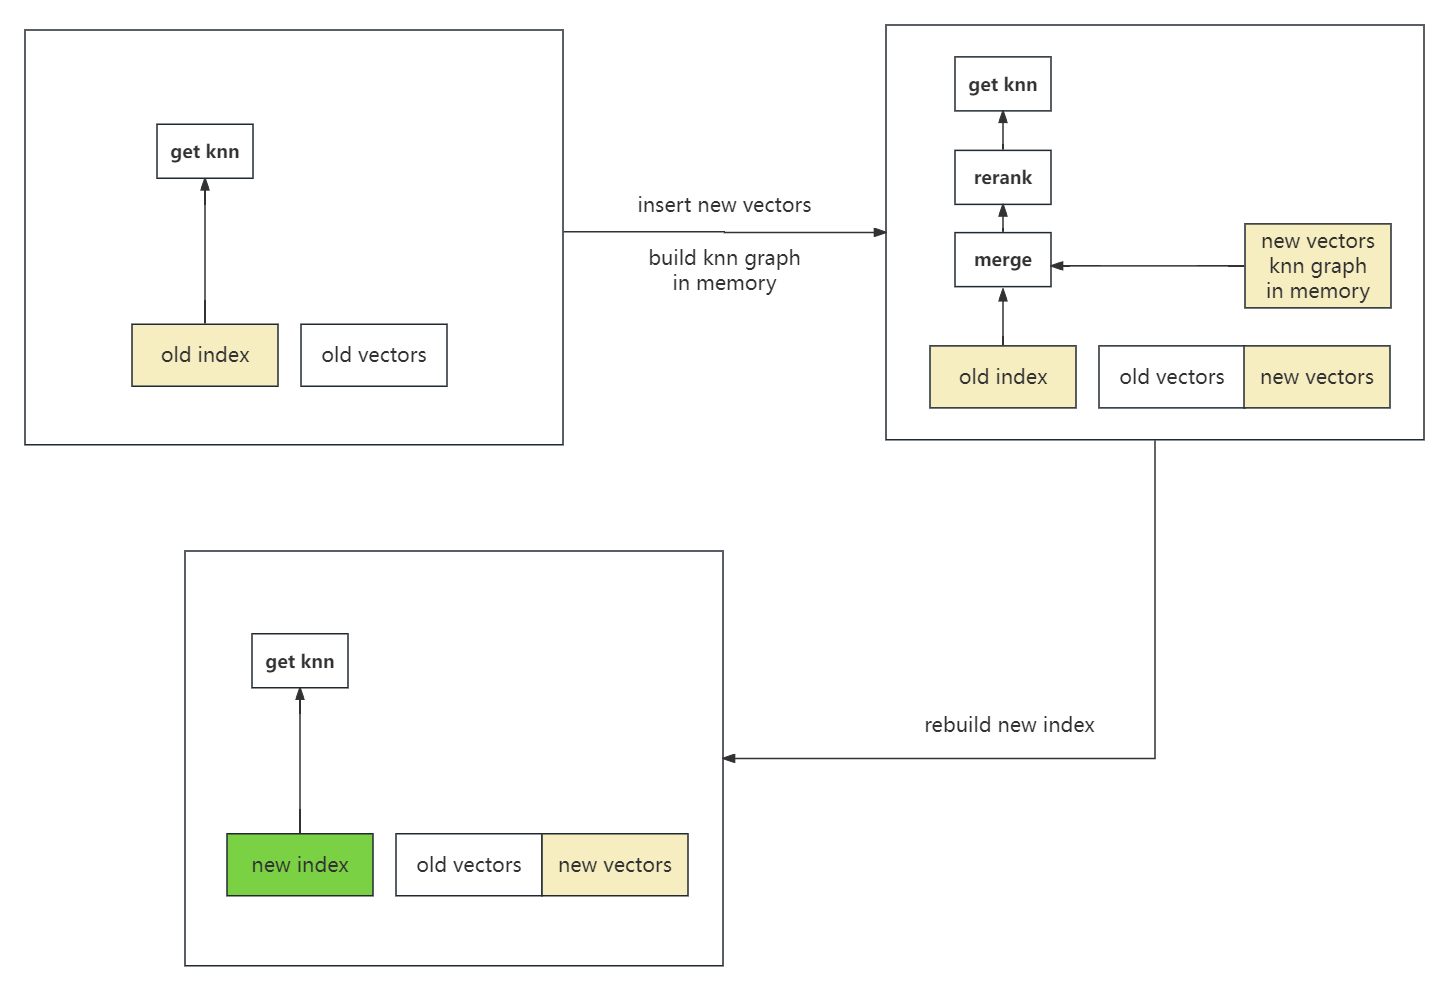 get knn
old index
old vectors
insert new vectors
build knn graph
in memory
get knn
rerank
merge
new vectors
knn graph
in memory
old index
old vectors
new vectors
rebuild new index
get knn
new index
old vectors
new vectors